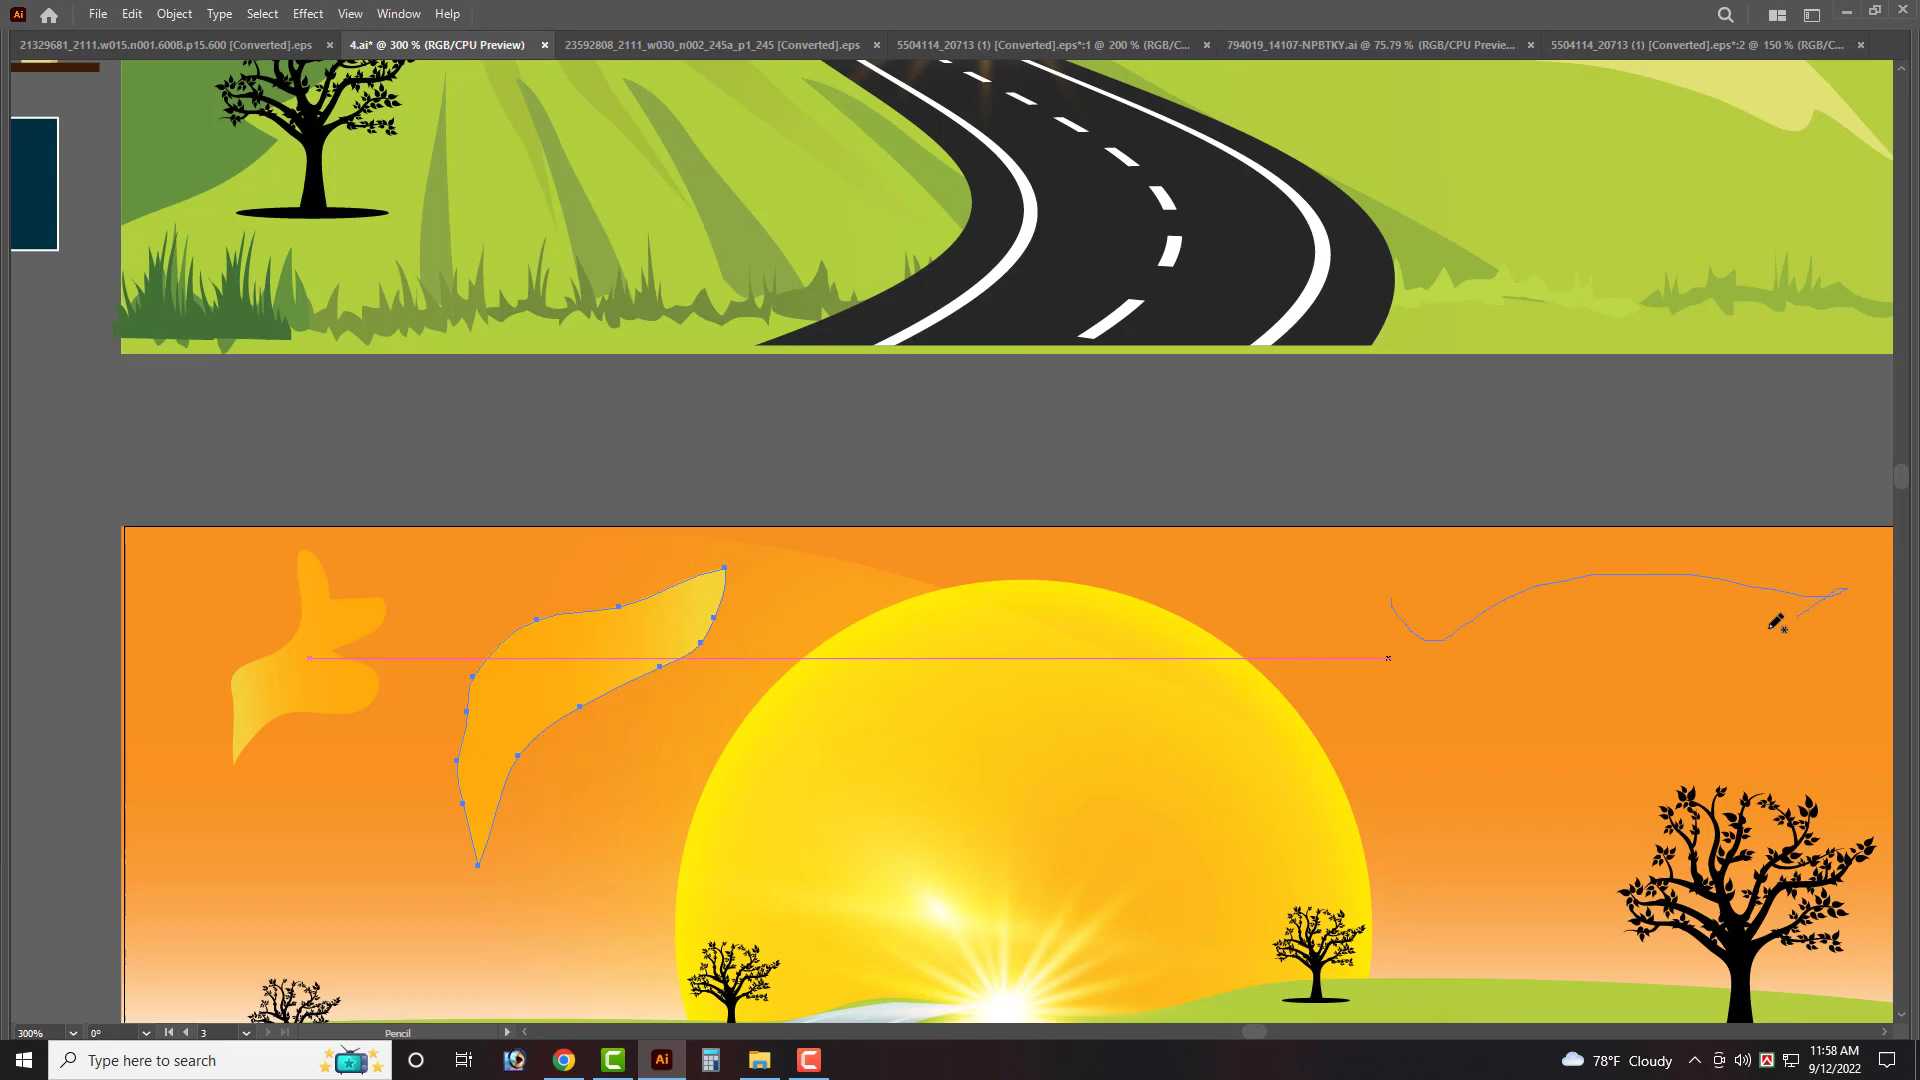 Ai File Edit Object Type Select Effect View Window Help
21329681_2111.w015.n001.600B.p15.600 [Converted].eps × 4.ai* @ 300 % (RGB/CPU Preview) × 23592808_2111_w030_n002_245a_p1_245 [Converted].eps × 5504114_20713 (1) [Converted].eps*:1 @ 200 % (RGB/C... × 794019_14107-NPBTKY.ai @ 75.79 % (RGB/CPU Previe... × 5504114_20713 (1) [Converted].eps*:2 @ 150 % (RGB/C... ×
300% 0° 3 Pencil
Type here to search Ai 78°F Cloudy 11:58 AM
9/12/2022